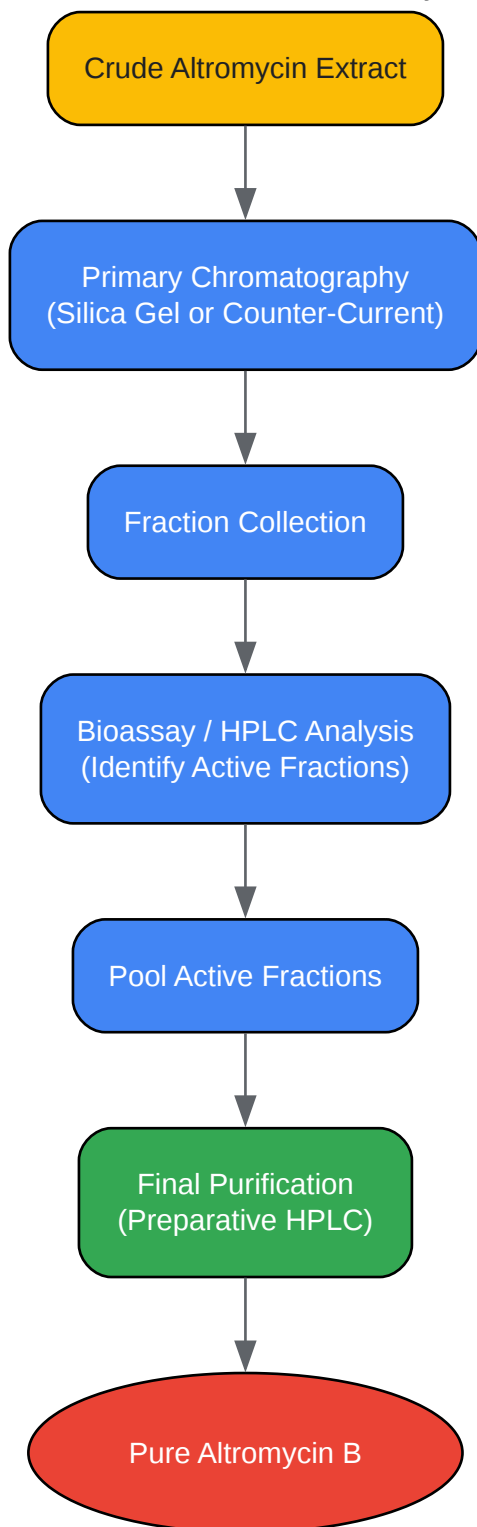 Crude Altromycin Extract
Primary Chromatography
(Silica Gel or Counter-Current)
Fraction Collection
Bioassay / HPLC Analysis
(Identify Active Fractions)
Pool Active Fractions
Final Purification
(Preparative HPLC)
Pure Altromycin B